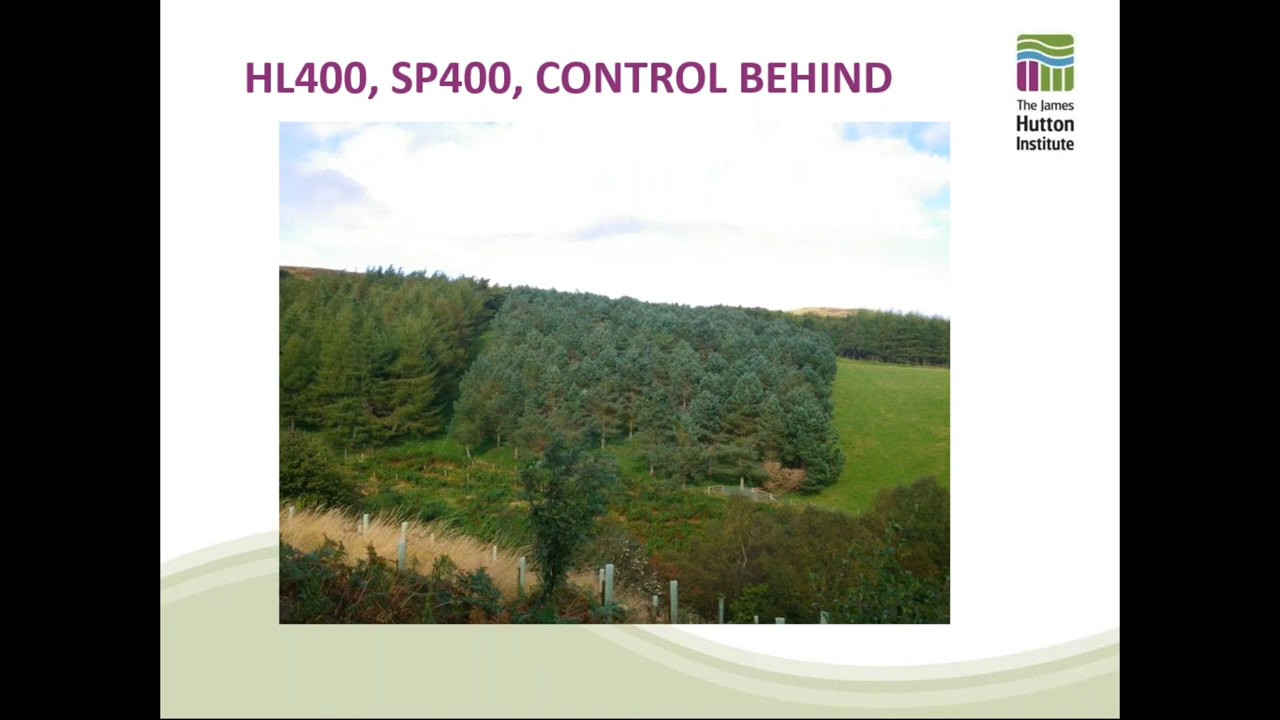 HL400, SP400, CONTROL BEHIND
The James
Hutton
Institute